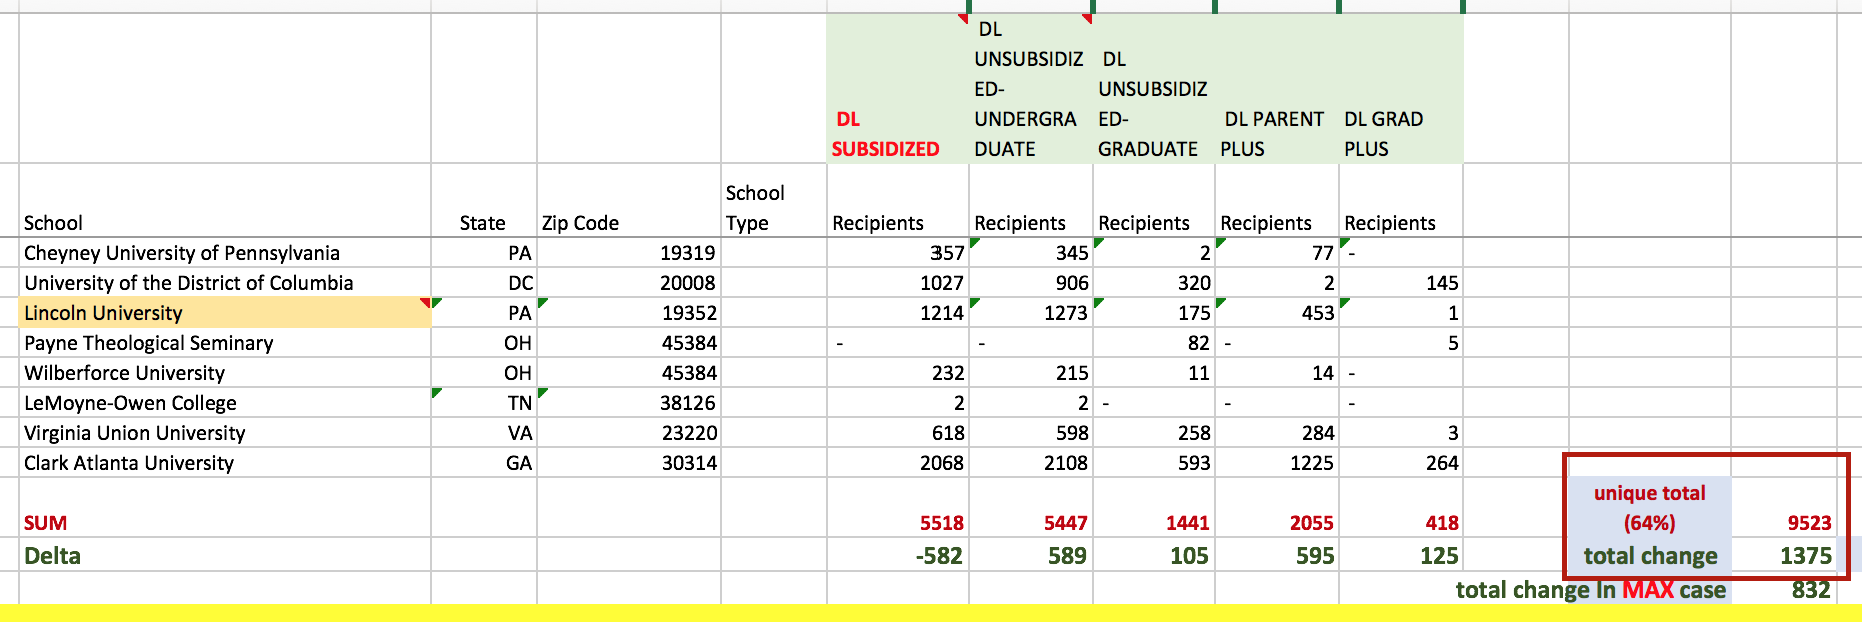 DL SUBSIDIZED	DL UNSUBSIDIZ ED- UNDERGRA DUATE	DL UNSUBSIDIZ ED- GRADUATE	DL PARENT PLUS	DL GRAD PLUS
School	State	Zip Code	School Type	Recipients	Recipients	Recipients	Recipients	Recipients
Cheyney University of Pennsylvania	PA	19319	357	345	2	77	-
University of the District of Columbia	DC	20008	1027	906	320	2	145
Lincoln University	PA	19352	1214	1273	175	453	1
Payne Theological Seminary	OH	45384	-	-	82	-	5
Wilberforce University	OH	45384	232	215	11	14	-
LeMoyne-Owen College	TN	38126	2	2	-	-	-
Virginia Union University	VA	23220	618	598	258	284	3
Clark Atlanta University	GA	30314	2068	2108	593	1225	264
SUM	5518	5447	1441	2055	418	unique total (64%)	9523
Delta	-582	589	105	595	125	total change	1375
total change In MAX case	832